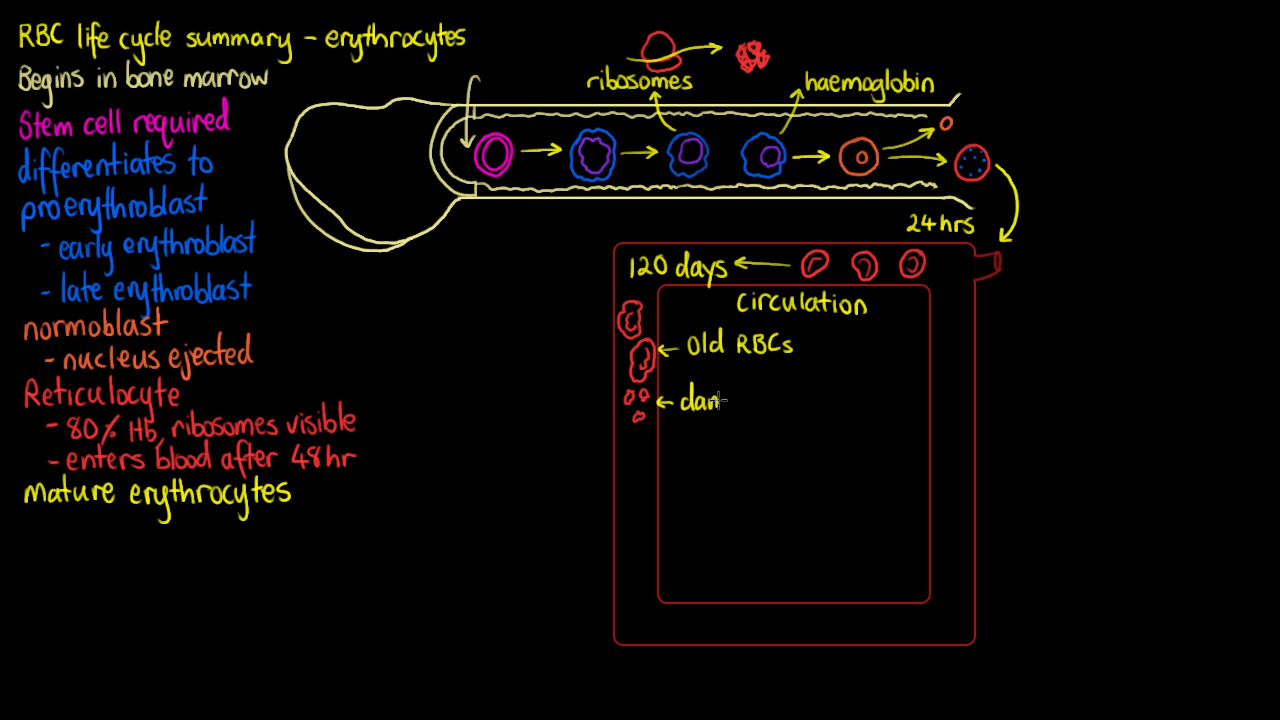 RBC life cycle summary - erythrocytes
Begins in bone marrow
Stem cell required
differentiates to
proerythroblast
- early erythroblast
- late erythroblast
normoblast
- nucleus ejected
Reticulocyte
- 80% Hb, ribosomes visible
- enters blood after 48hr
mature erythrocytes
ribosomes
haemoglobin
24hrs
120 days
circulation
old RBCs
dam